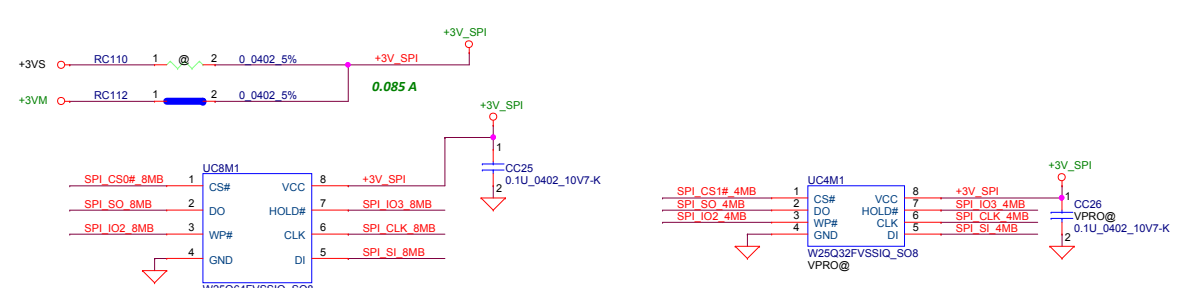 +3V_SPI
+3VS RC110 1 @ 2 0_0402_5% +3V_SPI
0.085 A
+3VM RC112 1 2 0_0402_5%
+3V_SPI
1
CC25
0.1U_0402_10V7-K
2
UC8M1
SPI_CS0#_8MB 1 CS# VCC 8 +3V_SPI
SPI_SO_8MB 2 DO HOLD# 7 SPI_IO3_8MB
SPI_IO2_8MB 3 WP# CLK 6 SPI_CLK_8MB
4 GND DI 5 SPI_SI_8MB
W25Q64FVSSIQ_SO8
+3V_SPI
UC4M1
SPI_CS1#_4MB 1 CS# VCC 8 +3V_SPI
SPI_SO_4MB 2 DO HOLD# 7 SPI_IO3_4MB
SPI_IO2_4MB 3 WP# CLK 6 SPI_CLK_4MB
4 GND DI 5 SPI_SI_4MB
W25Q32FVSSIQ_SO8
VPRO@
1
CC26
VPRO@
0.1U_0402_10V7-K
2